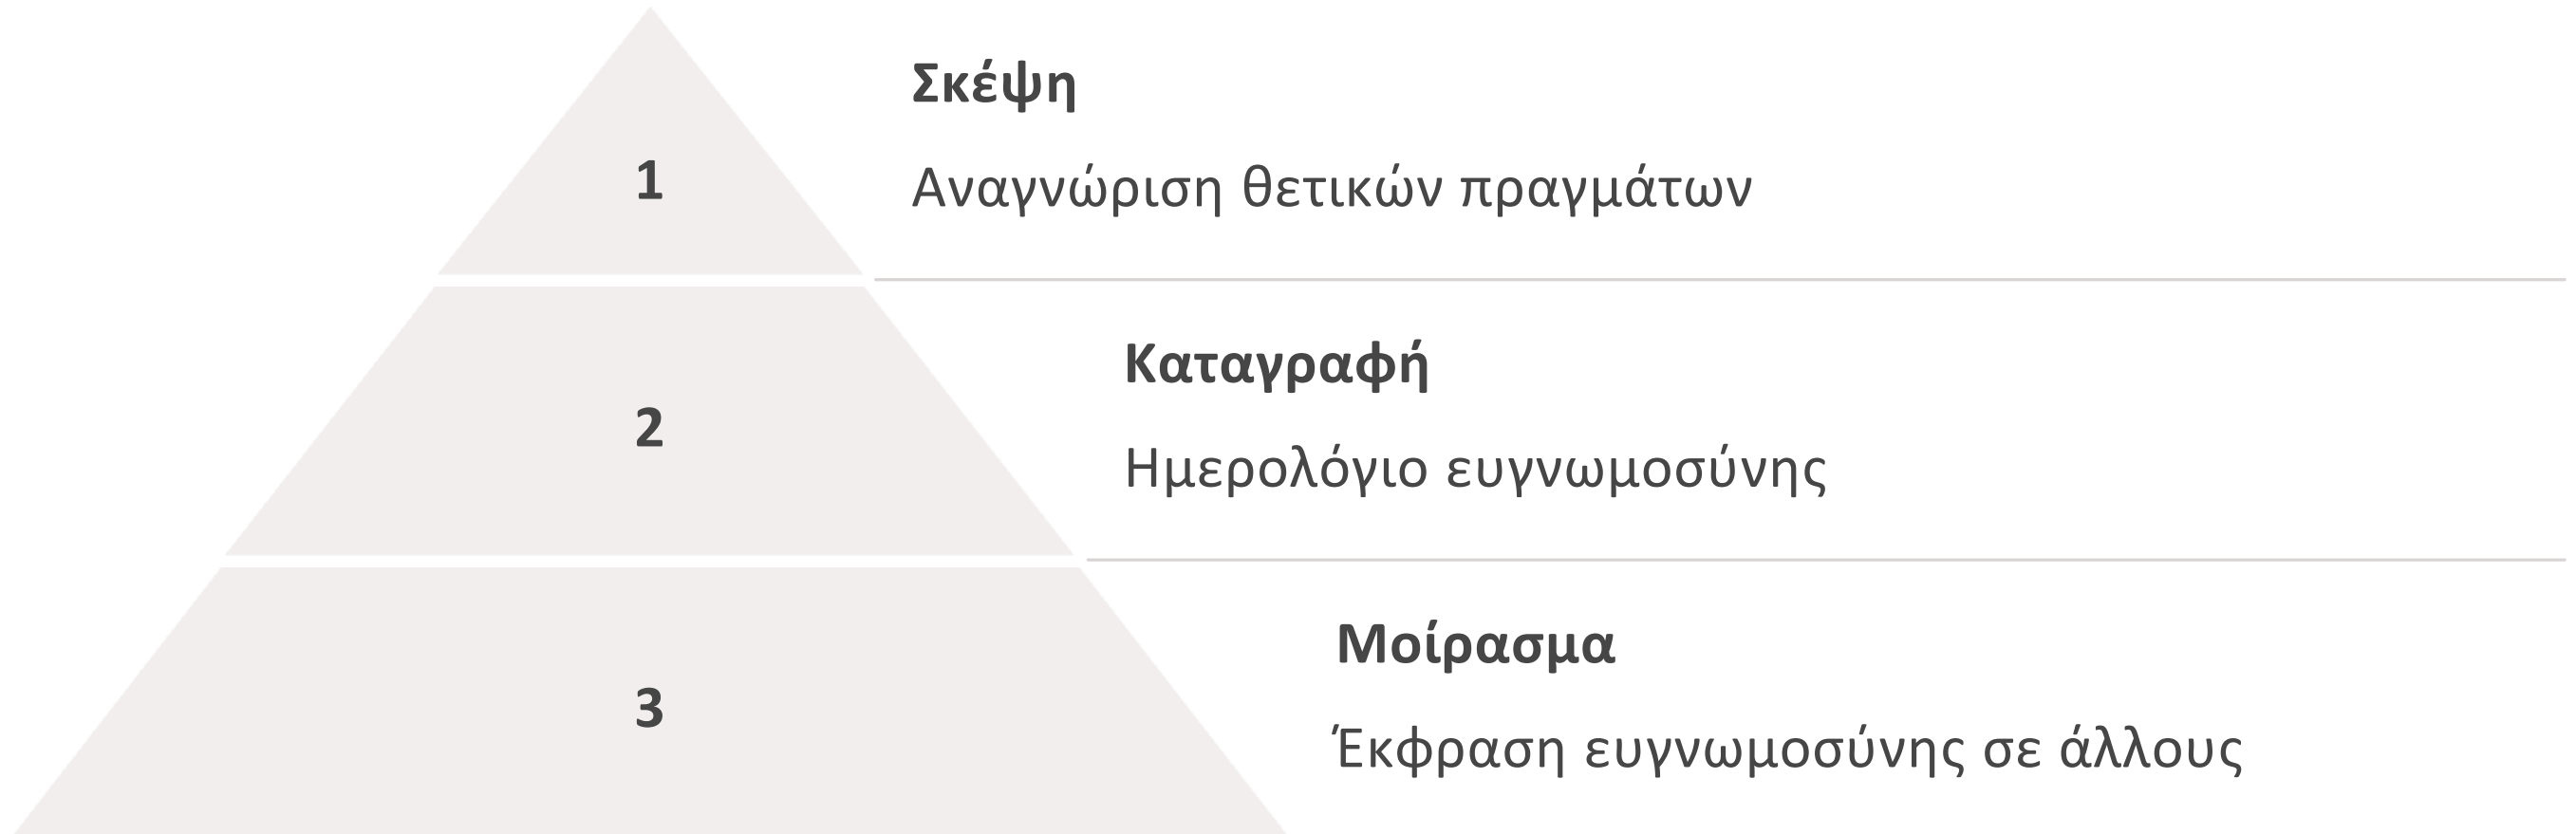 1
Σκέψη
Αναγνώριση θετικών πραγμάτων
2
Καταγραφή
Ημερολόγιο ευγνωμοσύνης
3
Μοίρασμα
Έκφραση ευγνωμοσύνης σε άλλους